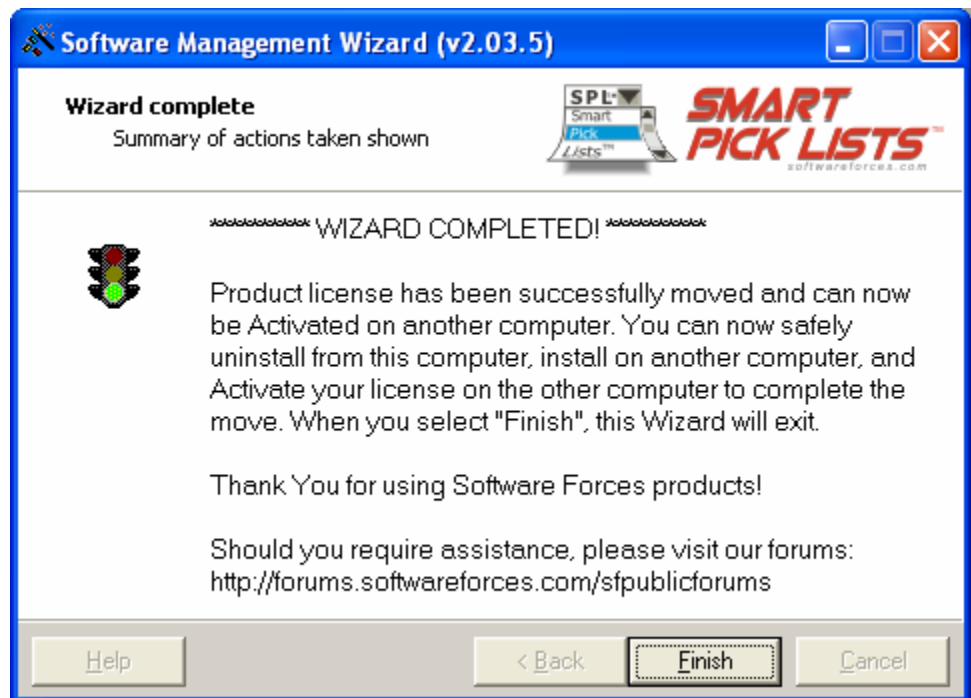 Software Management Wizard (v2.03.5)
Wizard complete
Summary of actions taken shown
SPL™
Smart
Pick
Lists™
SMART
PICK LISTS™
softwareforces.com
*********** WIZARD COMPLETED! ***********
Product license has been successfully moved and can now
be Activated on another computer. You can now safely
uninstall from this computer, install on another computer, and
Activate your license on the other computer to complete the
move. When you select "Finish", this Wizard will exit.
Thank You for using Software Forces products!
Should you require assistance, please visit our forums:
http://forums.softwareforces.com/sfpublicforums
Help
< Back
Finish
Cancel